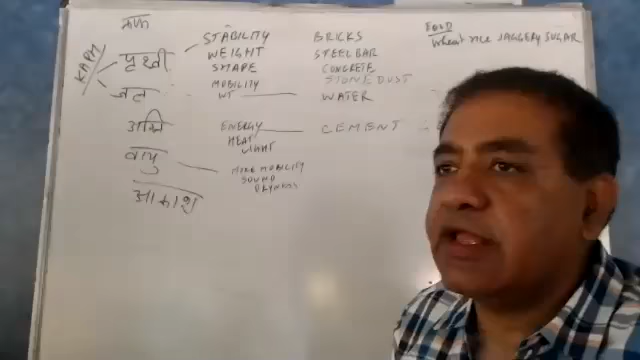 कफ
KAPH
पृथ्वी STABILITY BRICKS
WEIGHT STEEL BAR
SHAPE CONCRETE
STONE DUST
जल MOBILITY
WT WATER
अग्नि ENERGY CEMENT
HEAT
LIGHT
वायु MORE MOBILITY
SOUND
DRYNESS
आकाश
FOOD
wheat rice JAGGERY SUGAR